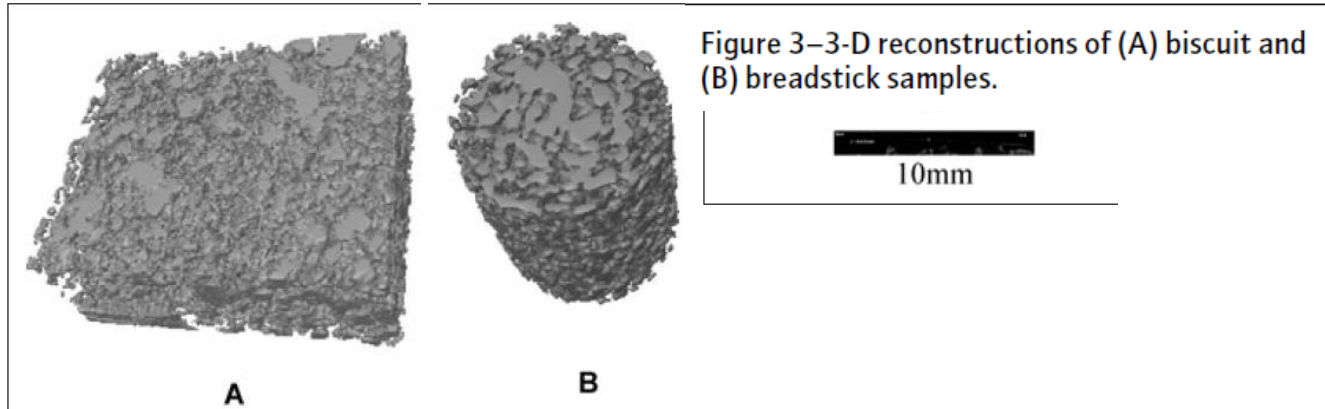 Figure 3–3-D reconstructions of (A) biscuit and
(B) breadstick samples.
10mm
A
B